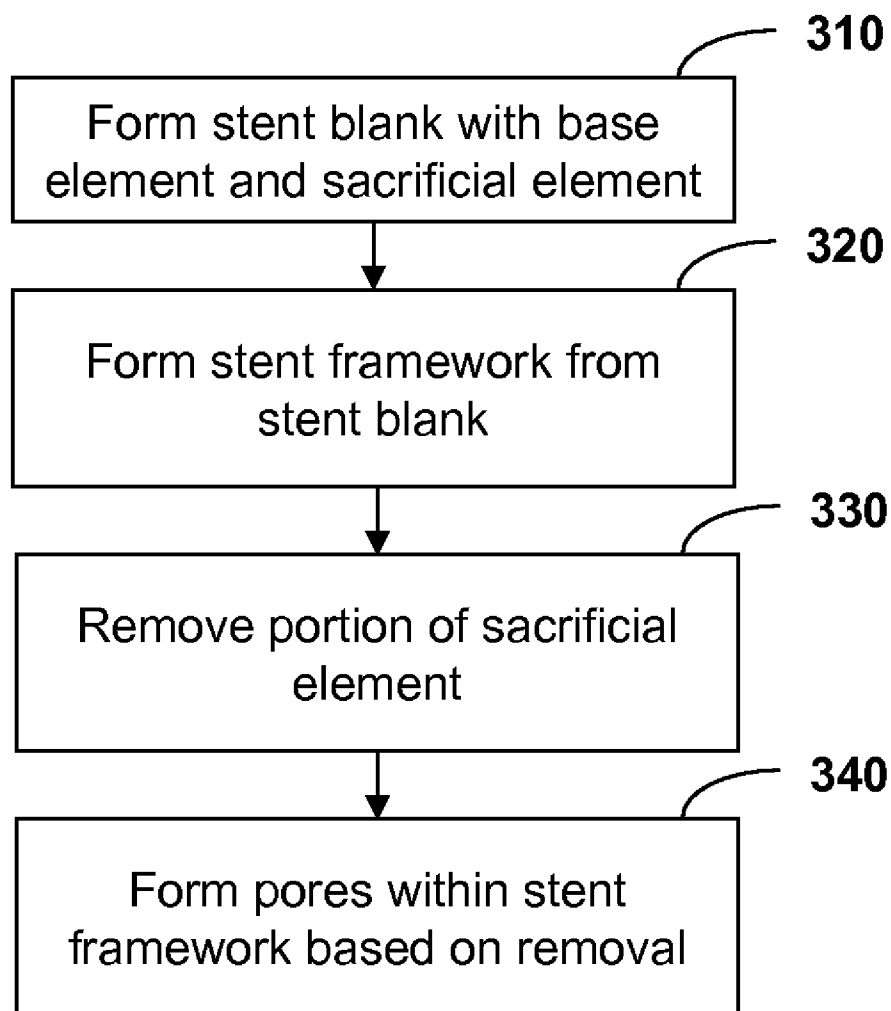 310
Form stent blank with base
element and sacrificial element
320
Form stent framework from
stent blank
330
Remove portion of sacrificial
element
340
Form pores within stent
framework based on removal